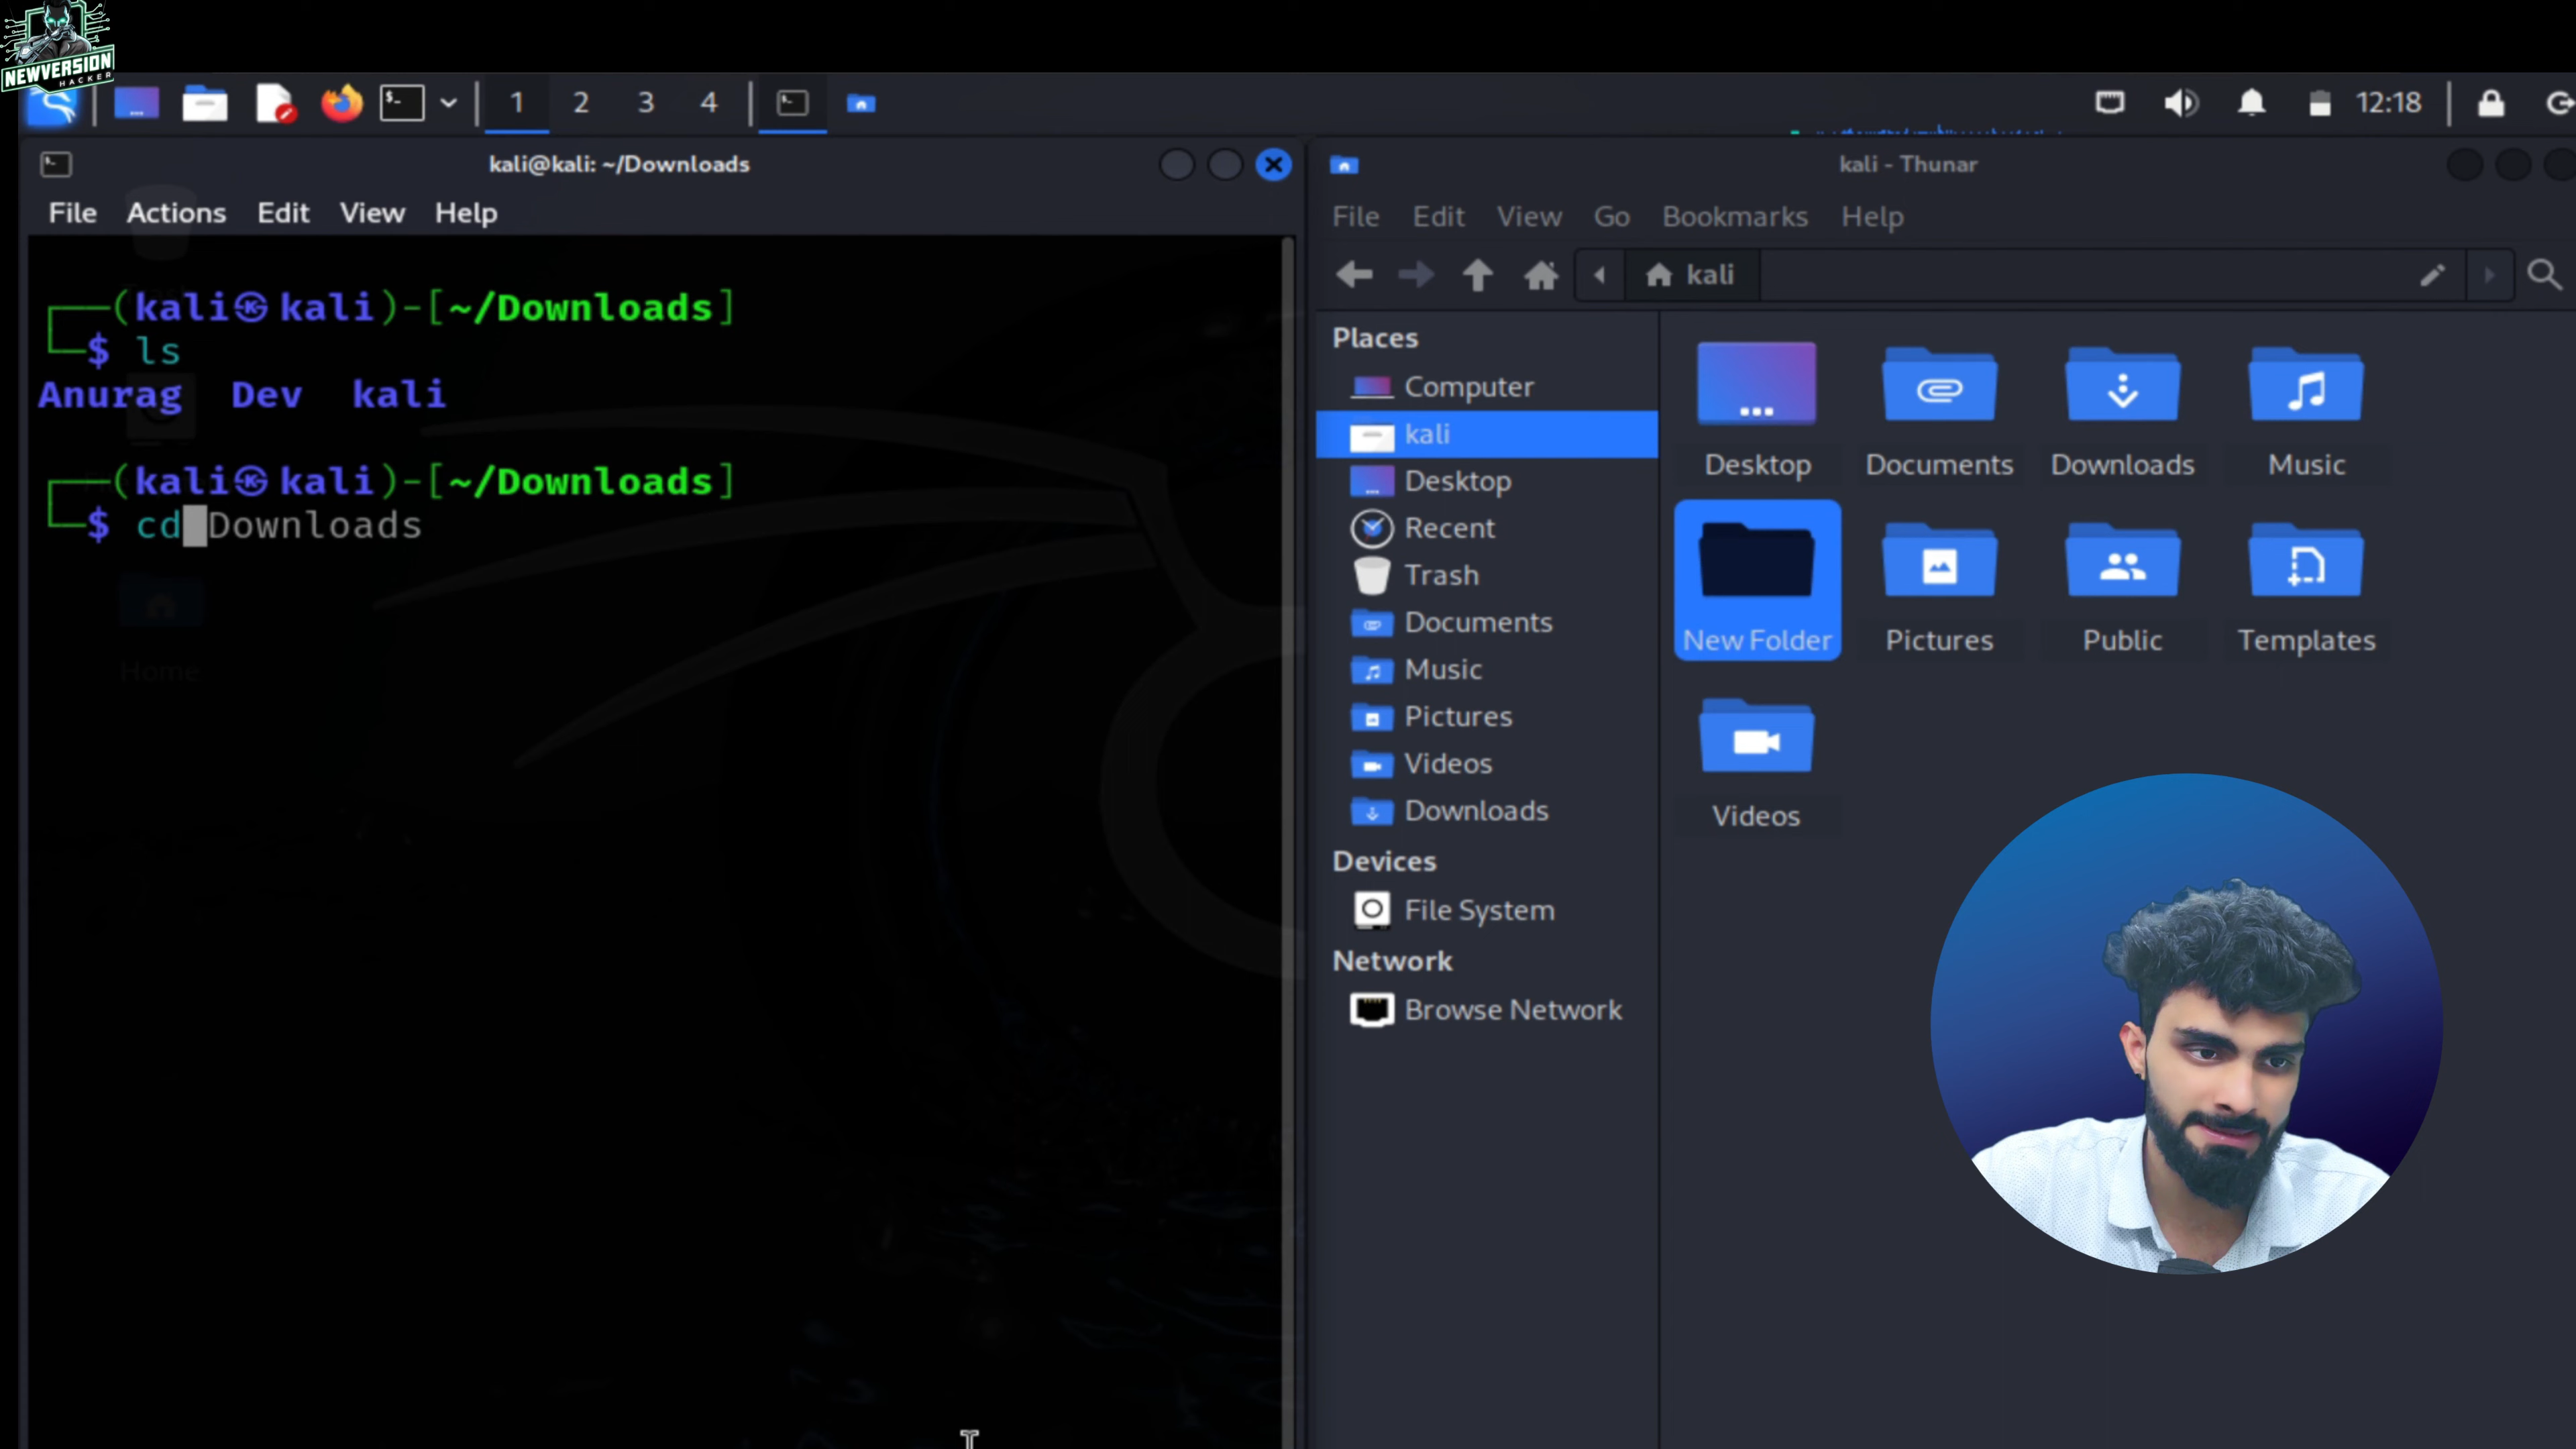 NEWVERSION
HACKER
1 2 3 4
12:18
kali@kali: ~/Downloads
File Actions Edit View Help
┌──(kali㉿kali)-[~/Downloads]
└─$ ls
Anurag Dev kali
┌──(kali㉿kali)-[~/Downloads]
└─$ cd Downloads
Home
kali - Thunar
File Edit View Go Bookmarks Help
kali
Places
Computer
kali
Desktop
Recent
Trash
Documents
Music
Pictures
Videos
Downloads
Devices
File System
Network
Browse Network
Desktop Documents Downloads Music
New Folder Pictures Public Templates
Videos